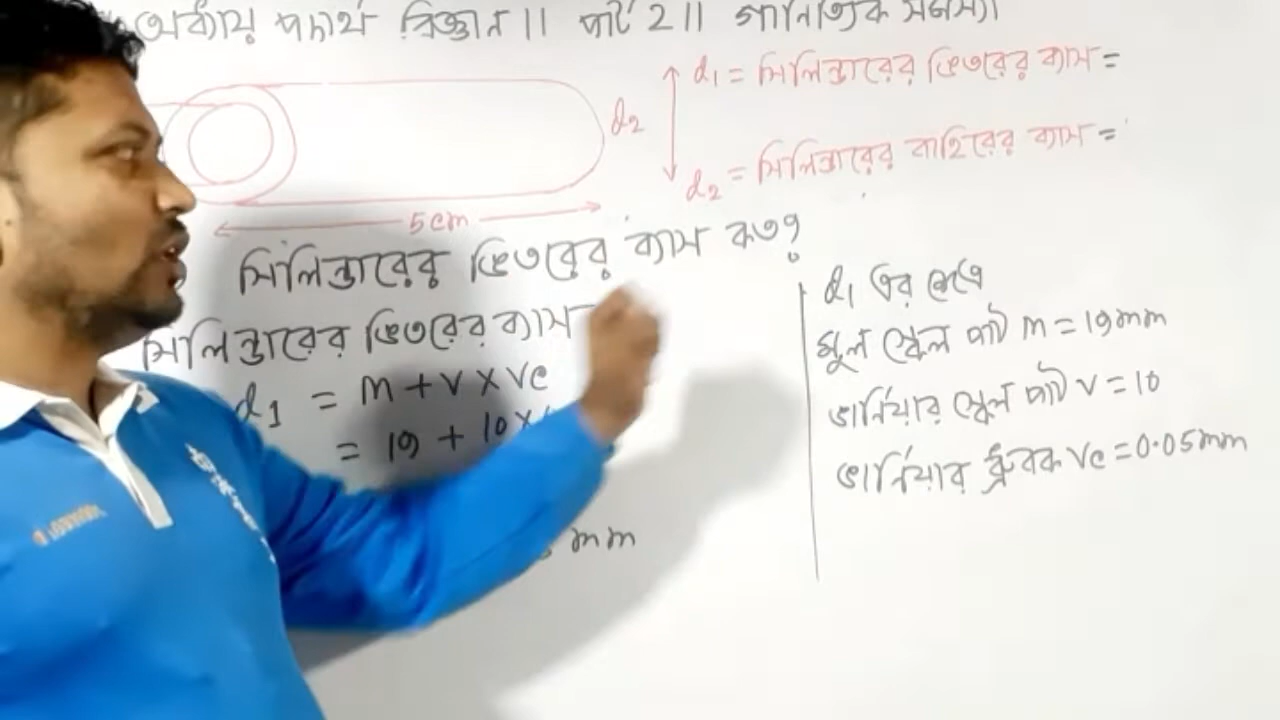 অধ্যায় পদার্থ বিজ্ঞান ।। পার্ট 2 ।। গানিতিক সমস্যা
d₁ = সিলিন্ডারের ভিতরের ব্যাস =
d₂
d₂ = সিলিন্ডারের বাহিরের ব্যাস =
5cm
সিলিন্ডারের ভিতরের ব্যাস কত?
সিলিন্ডারের ভিতরের ব্যাস
d₁ = M + V × Vc
= 19 + 10 ×
mm
d₁ এর ক্ষেত্রে
মূল স্কেল পাট M = 19mm
ভার্নিয়ার স্কেল পাট V = 10
ভার্নিয়ার ধ্রুবক Vc = 0.05mm